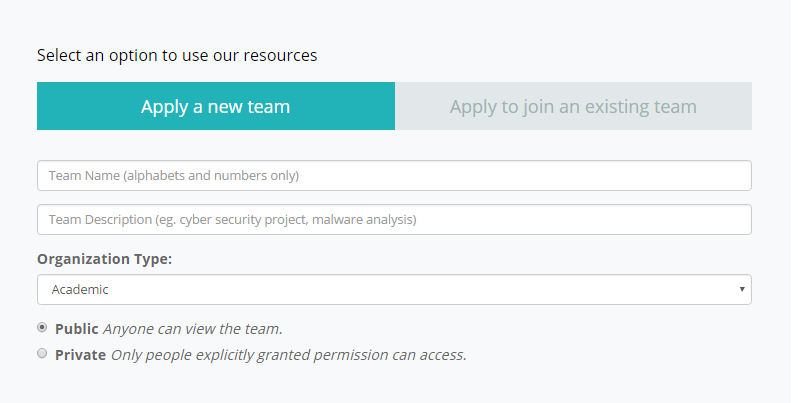 Select an option to use our resources
Apply a new team
Apply to join an existing team
Team Name (alphabets and numbers only)
Team Description (eg. cyber security project, malware analysis)
Organization Type:
Academic
Public Anyone can view the team.
Private Only people explicitly granted permission can access.